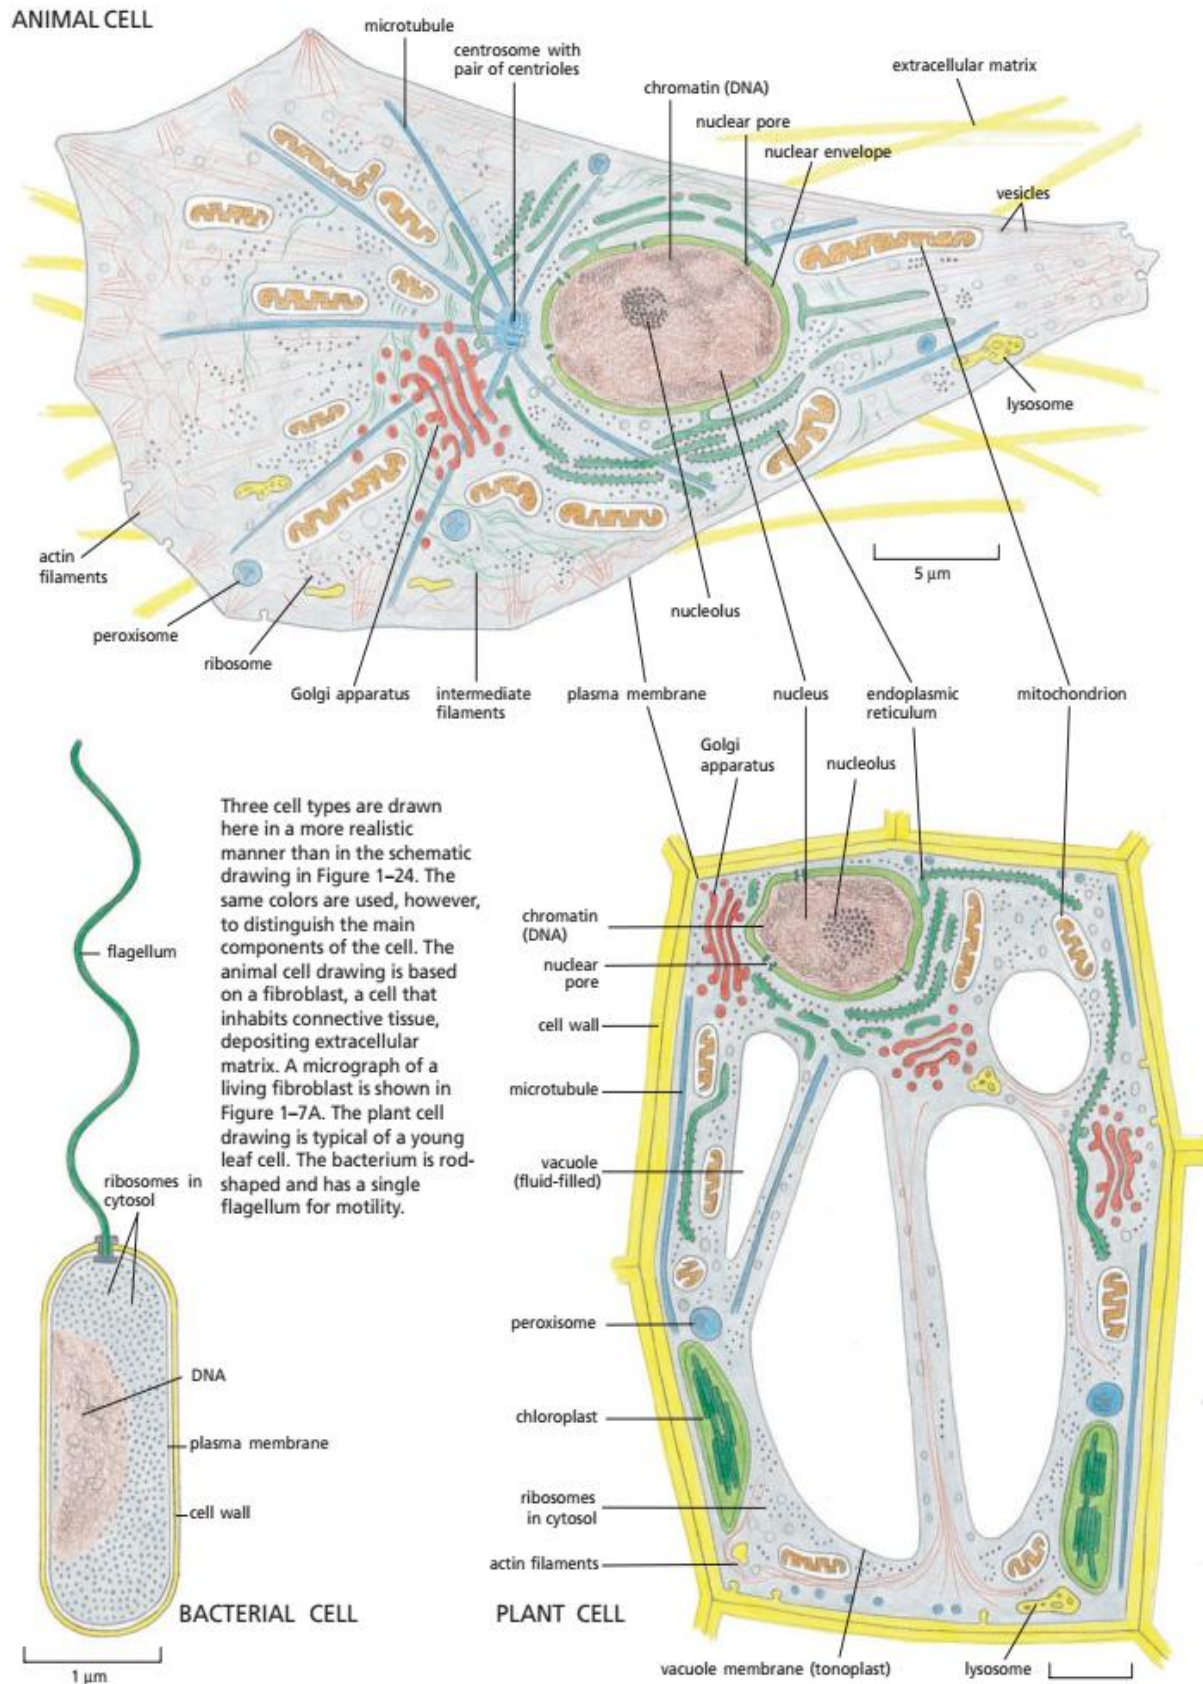 ANIMAL CELL
microtubule
centrosome with
pair of centrioles
chromatin (DNA)
nuclear pore
nuclear envelope
extracellular matrix
vesicles
lysosome
actin
filaments
5 µm
peroxisome
nucleolus
ribosome
Golgi apparatus
intermediate
filaments
plasma membrane
nucleus
endoplasmic
reticulum
mitochondrion
Three cell types are drawn
here in a more realistic
manner than in the schematic
drawing in Figure 1–24. The
same colors are used, however,
to distinguish the main
components of the cell. The
animal cell drawing is based
on a fibroblast, a cell that
inhabits connective tissue,
depositing extracellular
matrix. A micrograph of a
living fibroblast is shown in
Figure 1–7A. The plant cell
drawing is typical of a young
leaf cell. The bacterium is rod-
shaped and has a single
flagellum for motility.
flagellum
ribosomes in
cytosol
DNA
plasma membrane
cell wall
BACTERIAL CELL
1 µm
Golgi
apparatus
nucleolus
chromatin
(DNA)
nuclear
pore
cell wall
microtubule
vacuole
(fluid-filled)
peroxisome
chloroplast
ribosomes
in cytosol
actin filaments
PLANT CELL
vacuole membrane (tonoplast)
lysosome